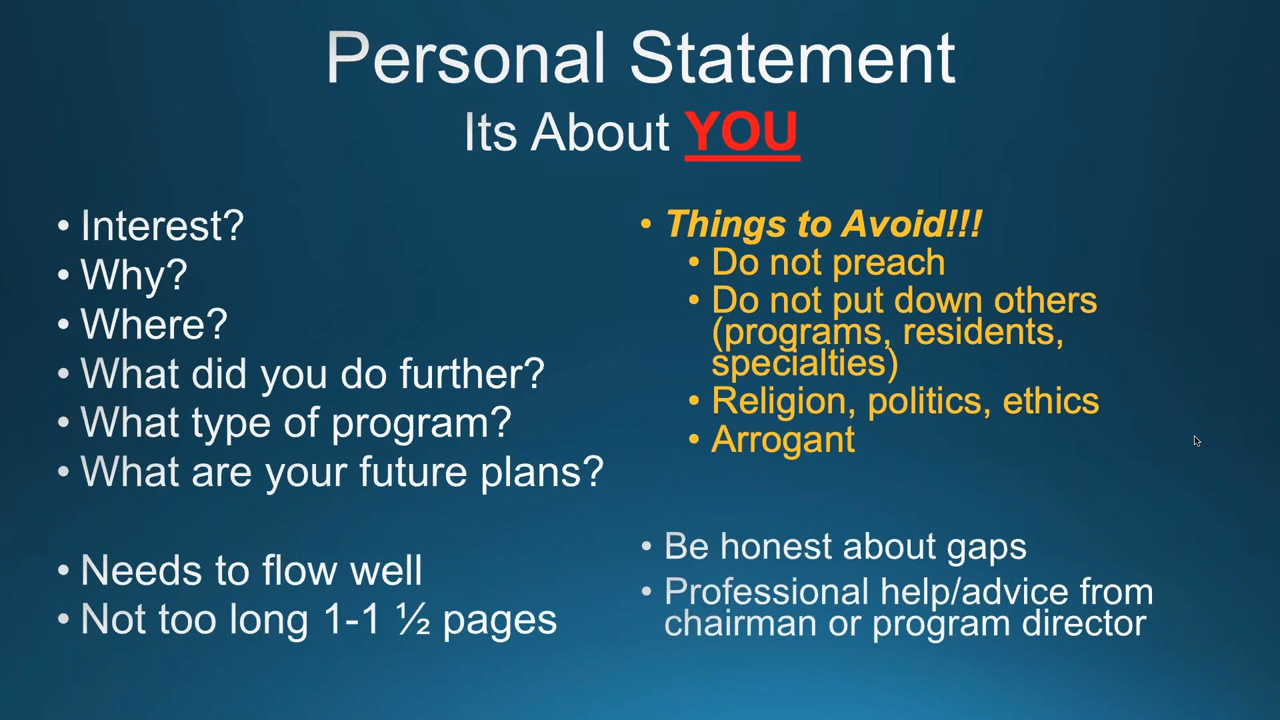 Personal Statement
Its About YOU
• Interest?
• Why?
• Where?
• What did you do further?
• What type of program?
• What are your future plans?
• Needs to flow well
• Not too long 1-1 ½ pages
• Things to Avoid!!!
• Do not preach
• Do not put down others
(programs, residents,
specialties)
• Religion, politics, ethics
• Arrogant
• Be honest about gaps
• Professional help/advice from
chairman or program director